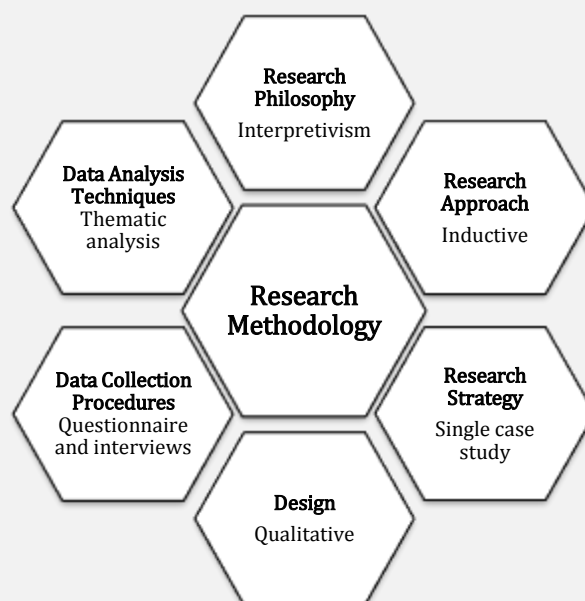 Research
Philosophy
Interpretivism
Data Analysis
Techniques
Thematic
analysis
Research
Approach
Inductive
Research
Methodology
Data Collection
Procedures
Questionnaire
and interviews
Research
Strategy
Single case
study
Design
Qualitative